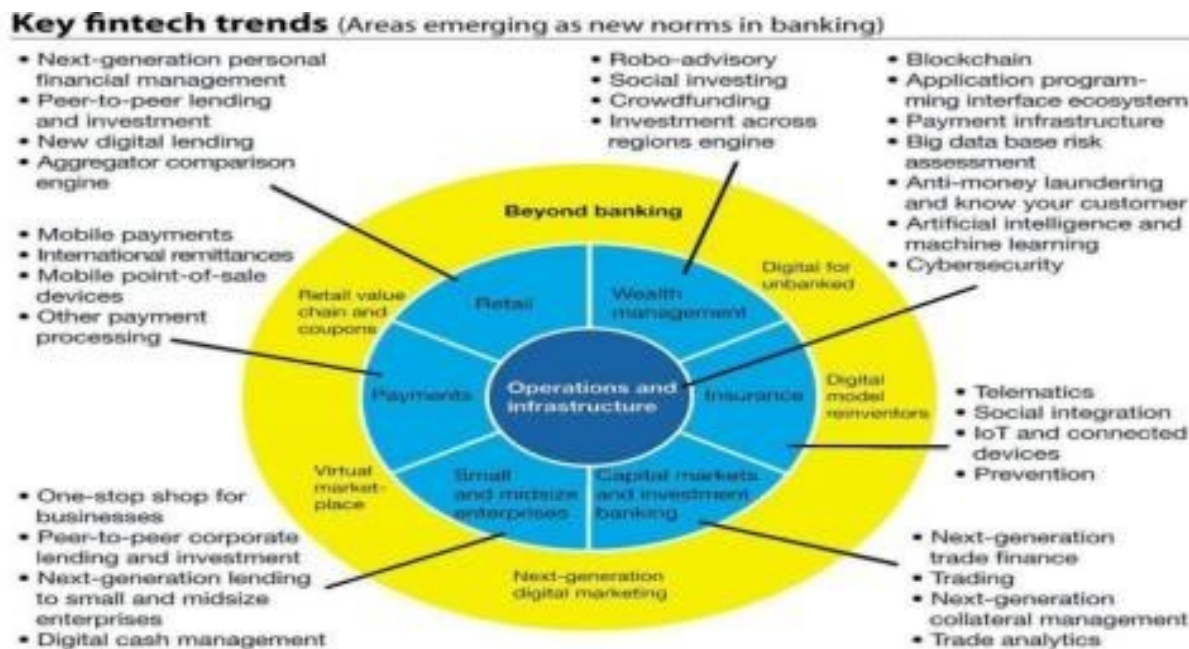 Key fintech trends (Areas emerging as new norms in banking)
• Next-generation personal
financial management
• Peer-to-peer lending
and investment
• New digital lending
• Aggregator comparison
engine
• Robo-advisory
• Social investing
• Crowdfunding
• Investment across
regions engine
• Blockchain
• Application program-
ming interface ecosystem
• Payment infrastructure
• Big data base risk
assessment
• Anti-money laundering
and know your customer
• Artificial intelligence and
machine learning
• Cybersecurity
• Mobile payments
• International remittances
• Mobile point-of-sale
devices
• Other payment
processing
Beyond banking
Retail value
chain and
coupons
Retail
Wealth
management
Digital for
unbanked
Payments
Operations and
infrastructure
Insurance
Digital
model
reinventors
• Telematics
• Social integration
• IoT and connected
devices
• Prevention
Virtual
market-
place
Small
and midsize
enterprises
Capital markets
and investment
banking
Next-generation
digital marketing
• One-stop shop for
businesses
• Peer-to-peer corporate
lending and investment
• Next-generation lending
to small and midsize
enterprises
• Digital cash management
• Next-generation
trade finance
• Trading
• Next-generation
collateral management
• Trade analytics